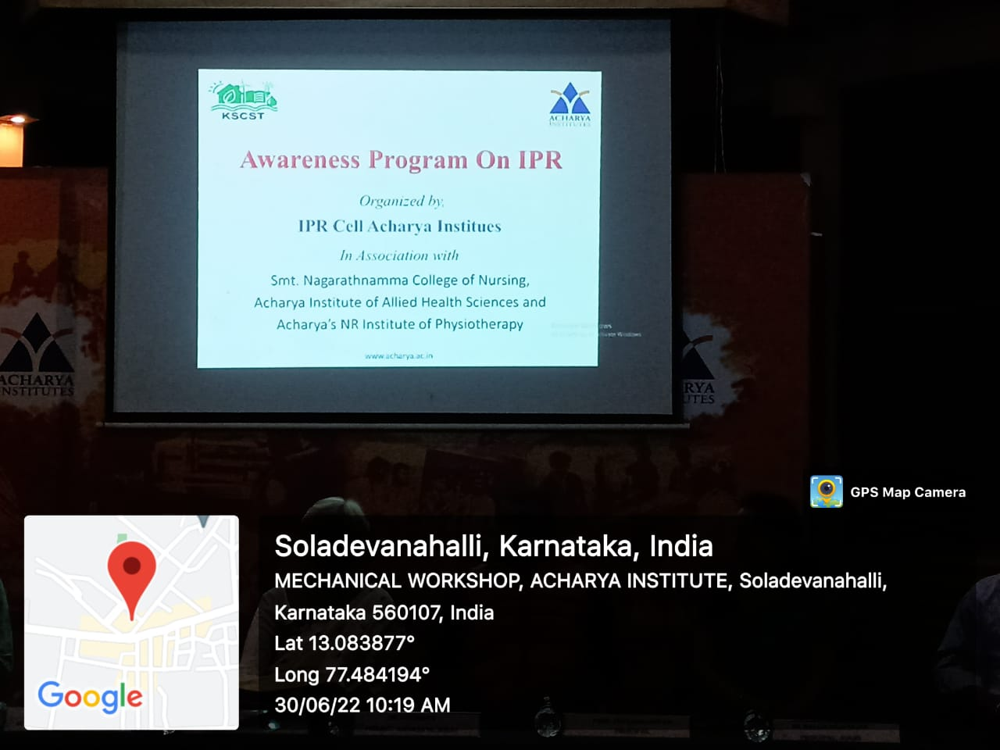 KSCST
ACHARYA
INSTITUTES
Awareness Program On IPR
Organized by,
IPR Cell Acharya Institues
In Association with
Smt. Nagarathnamma College of Nursing,
Acharya Institute of Allied Health Sciences and
Acharya's NR Institute of Physiotherapy
www.acharya.ac.in
ACHARYA
INSTITUTES
GPS Map Camera
Soladevanahalli, Karnataka, India
MECHANICAL WORKSHOP, ACHARYA INSTITUTE, Soladevanahalli,
Karnataka 560107, India
Lat 13.083877°
Long 77.484194°
30/06/22 10:19 AM
Google